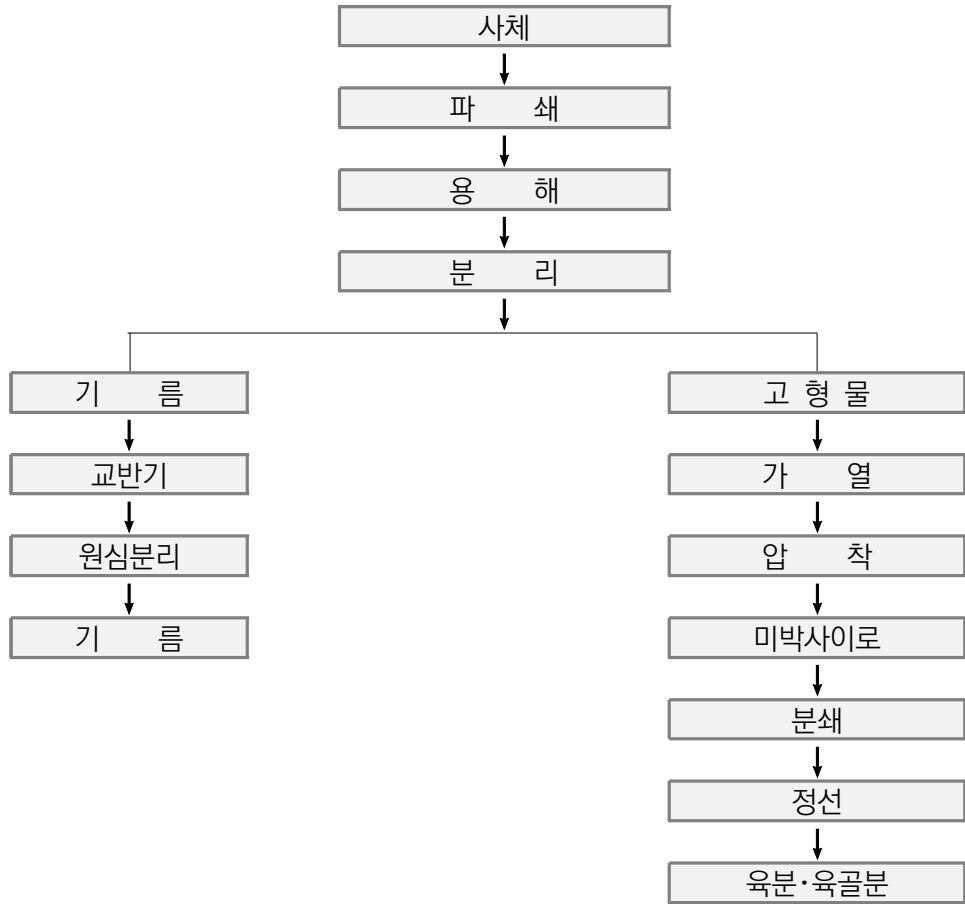 사체
파 쇄
용 해
분 리
기 름
교반기
원심분리
기 름
고 형 물
가 열
압 착
미박사이로
분쇄
정선
육분·육골분